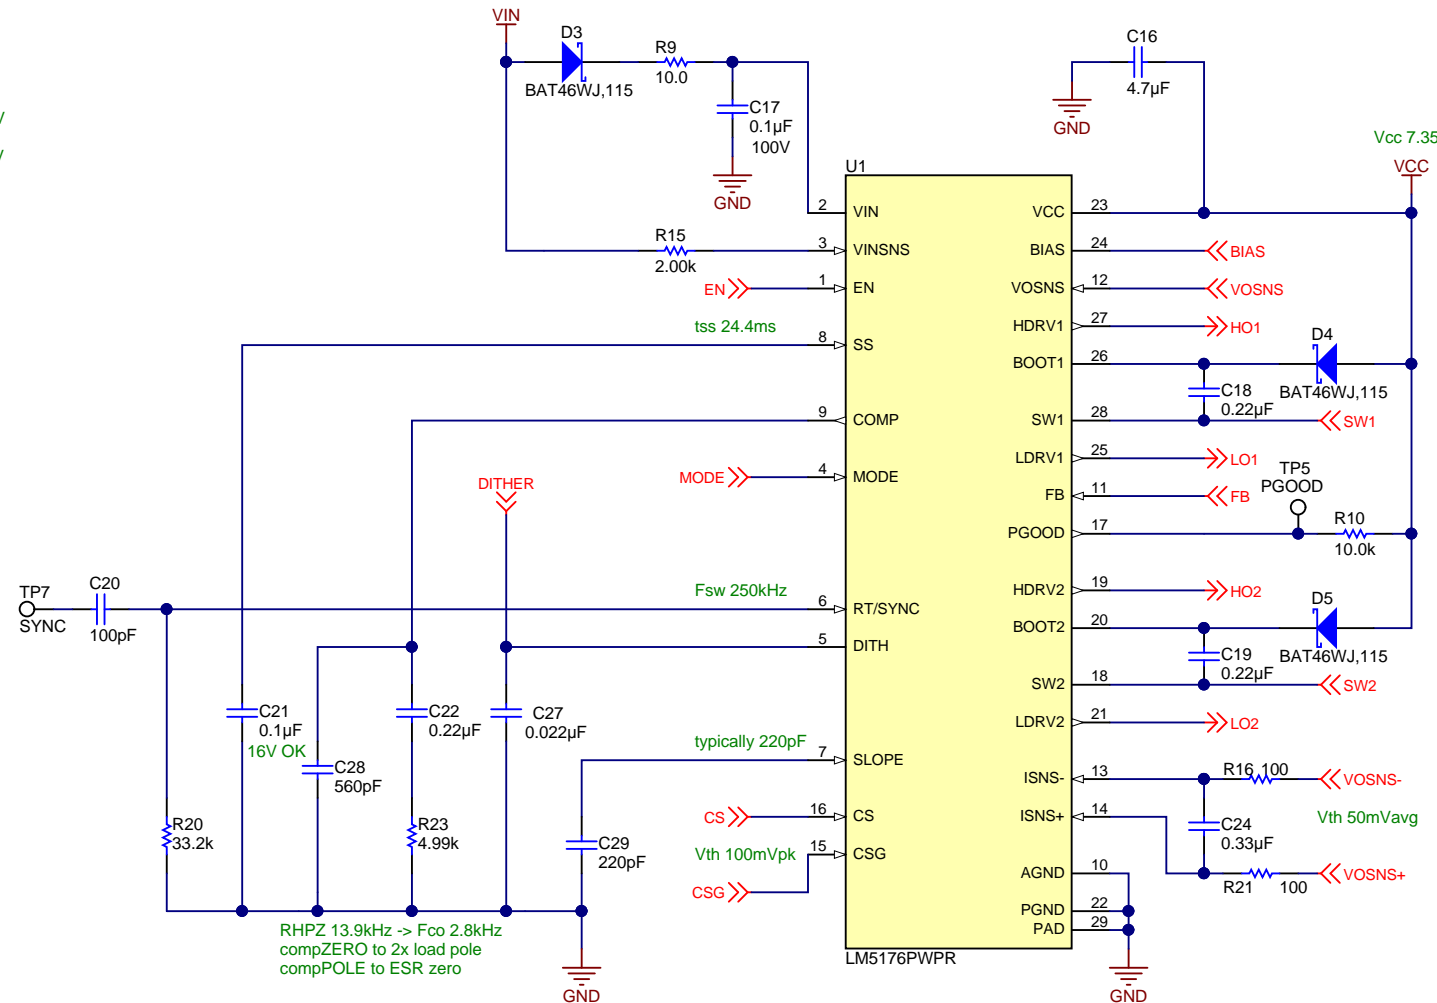 VIN
D3
BAT46WJ,115
R9
10.0
C17
0.1µF
100V
GND
C16
4.7µF
GND
Vcc 7.35
VCC
U1
2 VIN
3 VINSNS
1 EN
8 SS
9 COMP
4 MODE
6 RT/SYNC
5 DITH
7 SLOPE
16 CS
15 CSG
VCC 23
BIAS 24
VOSNS 12
HDRV1 27
BOOT1 26
SW1 28
LDRV1 25
FB 11
PGOOD 17
HDRV2 19
BOOT2 20
SW2 18
LDRV2 21
ISNS- 13
ISNS+ 14
AGND 10
PGND 22
PAD 29
LM5176PWPR
R15
2.00k
EN
tss 24.4ms
MODE
DITHER
Fsw 250kHz
TP7
SYNC
C20
100pF
R20
33.2k
C21
0.1µF
16V OK
C28
560pF
C22
0.22µF
R23
4.99k
C27
0.022µF
typically 220pF
C29
220pF
CS
Vth 100mVpk
CSG
RHPZ 13.9kHz -> Fco 2.8kHz
compZERO to 2x load pole
compPOLE to ESR zero
GND
BIAS
VOSNS
HO1
D4
BAT46WJ,115
C18
0.22µF
SW1
LO1
TP5
PGOOD
FB
R10
10.0k
HO2
D5
BAT46WJ,115
C19
0.22µF
SW2
LO2
R16 100
VOSNS-
Vth 50mVavg
C24
0.33µF
R21 100
VOSNS+
GND